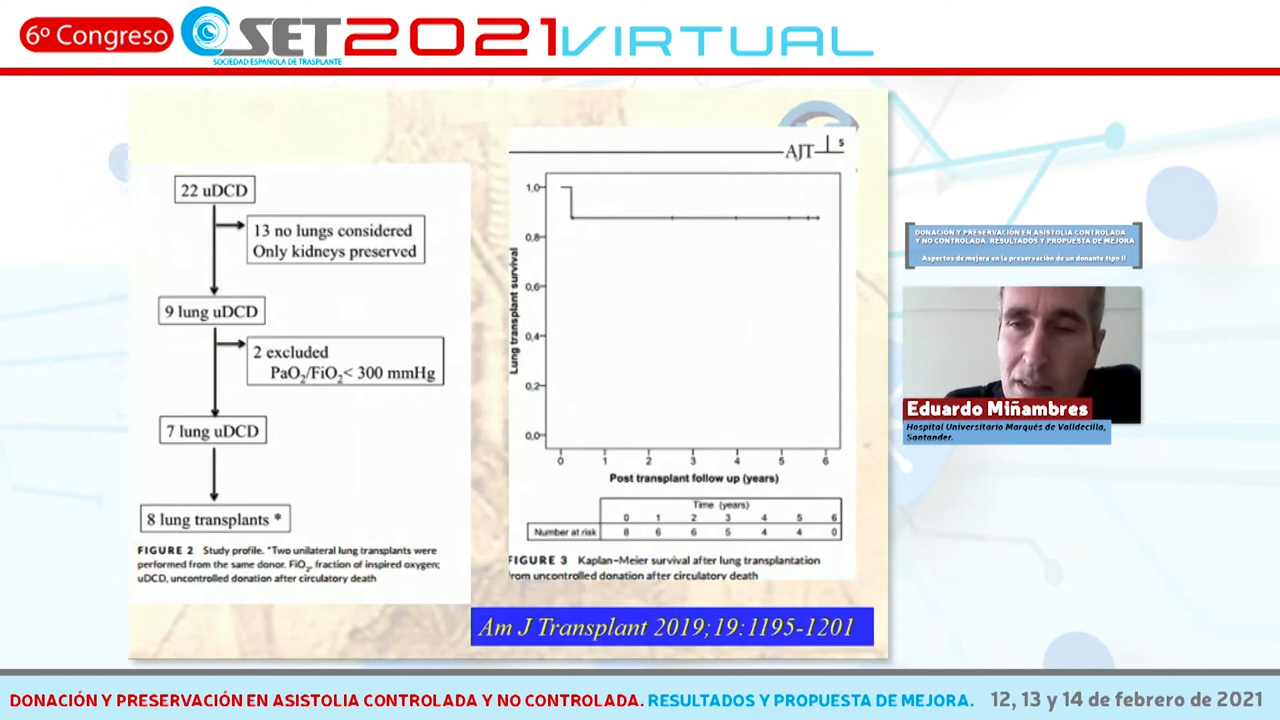 6º Congreso
SET 2021 VIRTUAL
SOCIEDAD ESPAÑOLA DE TRASPLANTE
22 uDCD
13 no lungs considered
Only kidneys preserved
9 lung uDCD
2 excluded
PaO2/FiO2< 300 mmHg
7 lung uDCD
8 lung transplants *
FIGURE 2 Study profile. *Two unilateral lung transplants were
performed from the same donor. FiO2, fraction of inspired oxygen;
uDCD, uncontrolled donation after circulatory death
AJT 5
Lung transplant survival
1,0
0,8
0,6
0,4
0,2
0,0
0 1 2 3 4 5 6
Post transplant follow up (years)
Time (years)
0 1 2 3 4 5 6
Number at risk 8 6 6 5 4 4 0
FIGURE 3 Kaplan-Meier survival after lung transplantation
from uncontrolled donation after circulatory death
Am J Transplant 2019;19:1195-1201
DONACIÓN Y PRESERVACIÓN EN ASISTOLIA CONTROLADA
Y NO CONTROLADA. RESULTADOS Y PROPUESTA DE MEJORA
Aspectos de mejora en la preservación de un donante tipo II
Eduardo Miñambres
Hospital Universitario Marqués de Valldecilla,
Santander.
DONACIÓN Y PRESERVACIÓN EN ASISTOLIA CONTROLADA Y NO CONTROLADA. RESULTADOS Y PROPUESTA DE MEJORA. 12, 13 y 14 de febrero de 2021